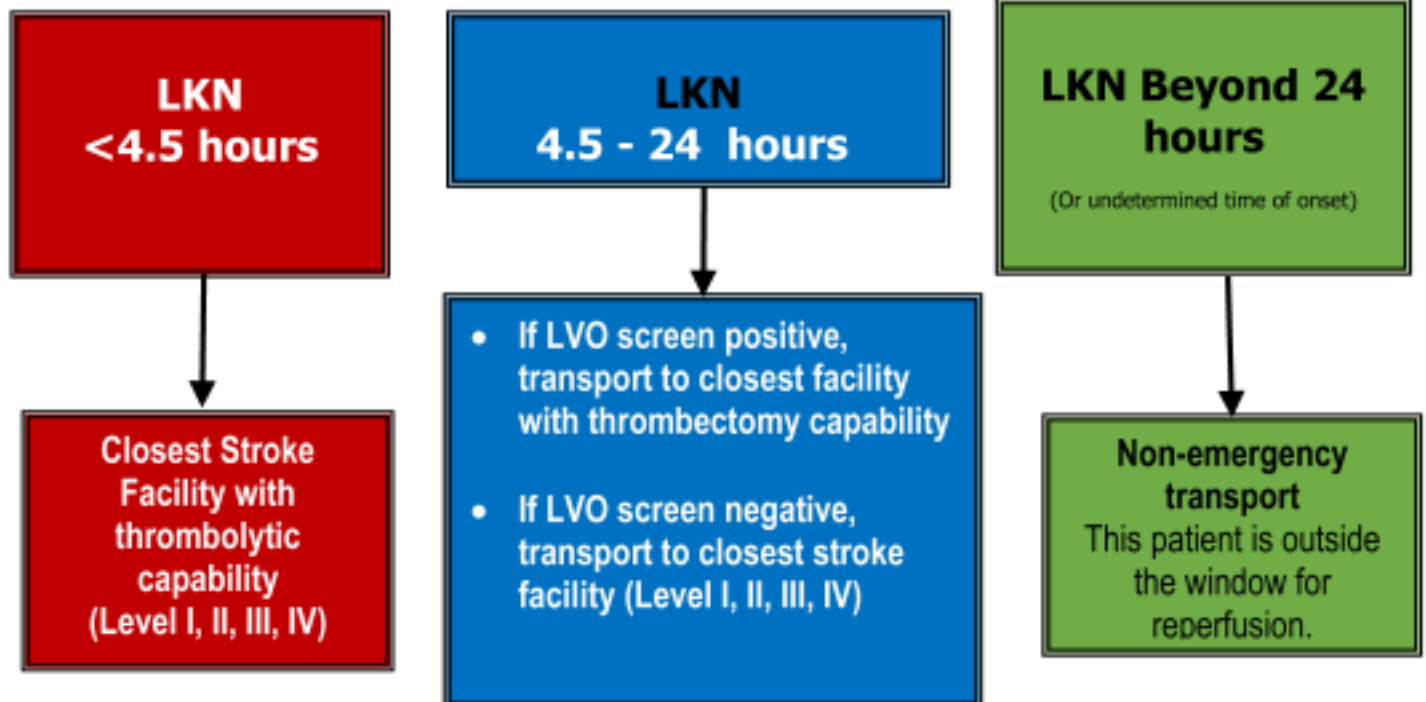 LKN
<4.5 hours
LKN
4.5 - 24 hours
LKN Beyond 24
hours
(Or undetermined time of onset)
Closest Stroke
Facility with
thrombolytic
capability
(Level I, II, III, IV)
• If LVO screen positive,
transport to closest facility
with thrombectomy capability
• If LVO screen negative,
transport to closest stroke
facility (Level I, II, III, IV)
Non-emergency
transport
This patient is outside
the window for
reperfusion.